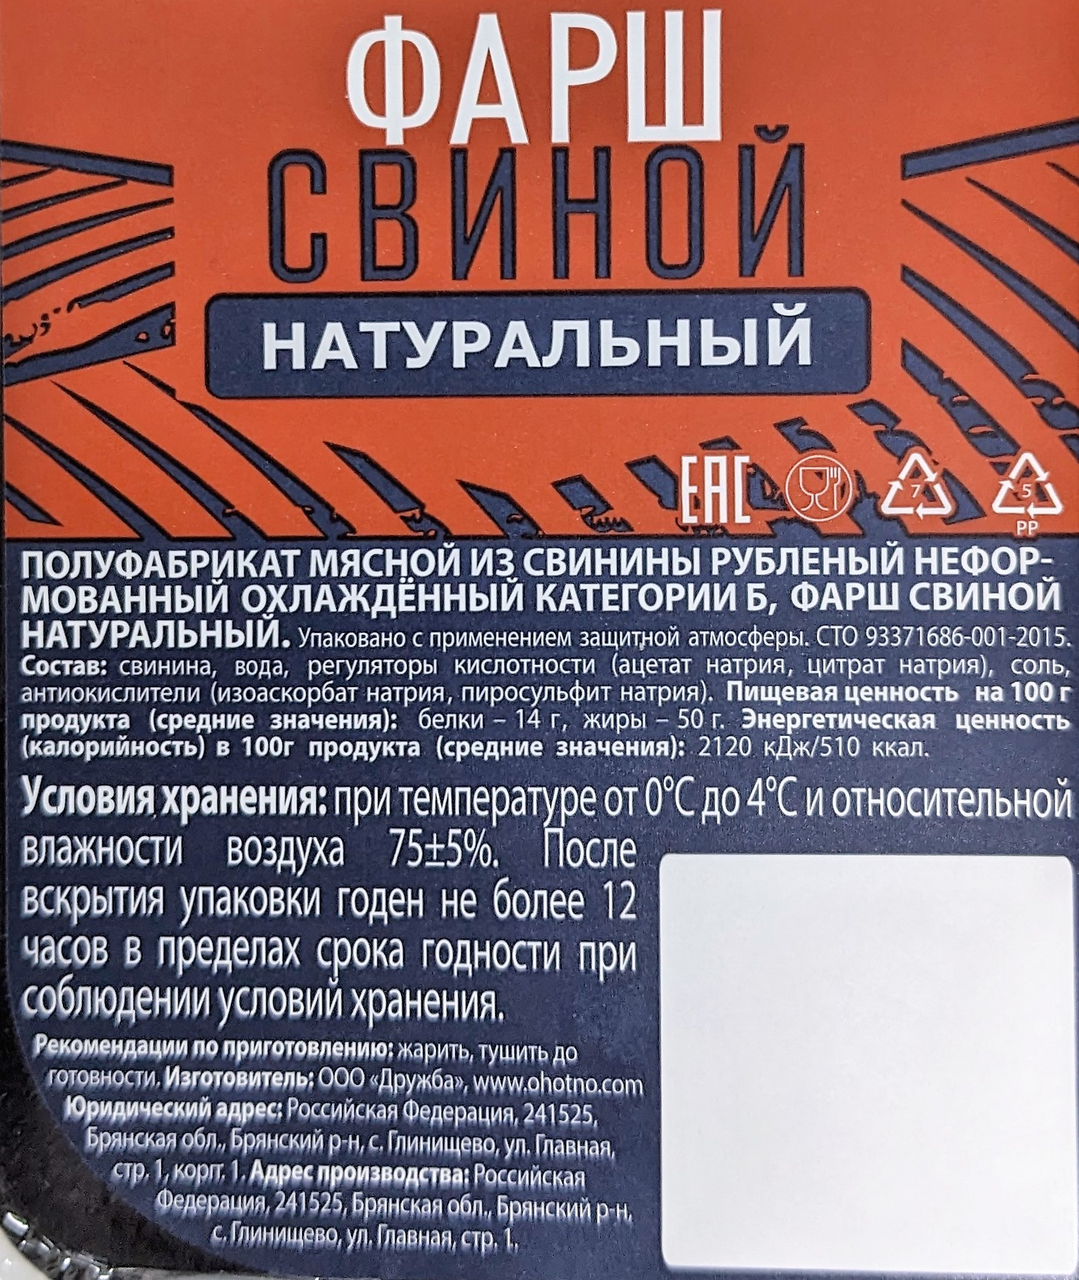 ФАРШ
СВИНОЙ
НАТУРАЛЬНЫЙ
EAC
7
5
PP
ПОЛУФАБРИКАТ МЯСНОЙ ИЗ СВИНИНЫ РУБЛЕНЫЙ НЕФОР-
МОВАННЫЙ ОХЛАЖДЁННЫЙ КАТЕГОРИИ Б, ФАРШ СВИНОЙ
НАТУРАЛЬНЫЙ. Упаковано с применением защитной атмосферы. СТО 93371686-001-2015.
Состав: свинина, вода, регуляторы кислотности (ацетат натрия, цитрат натрия), соль,
антиокислители (изоаскорбат натрия, пиросульфит натрия). Пищевая ценность на 100 г
продукта (средние значения): белки – 14 г, жиры – 50 г. Энергетическая ценность
(калорийность) в 100г продукта (средние значения): 2120 кДж/510 ккал.
Условия хранения: при температуре от 0°С до 4°С и относительной
влажности воздуха 75±5%. После
вскрытия упаковки годен не более 12
часов в пределах срока годности при
соблюдении условий хранения.
Рекомендации по приготовлению: жарить, тушить до
готовности. Изготовитель: ООО «Дружба», www.ohotno.com
Юридический адрес: Российская Федерация, 241525,
Брянская обл., Брянский р-н, с. Глинищево, ул. Главная,
стр. 1, корп. 1. Адрес производства: Российская
Федерация, 241525, Брянская обл., Брянский р-н,
с. Глинищево, ул. Главная, стр. 1.